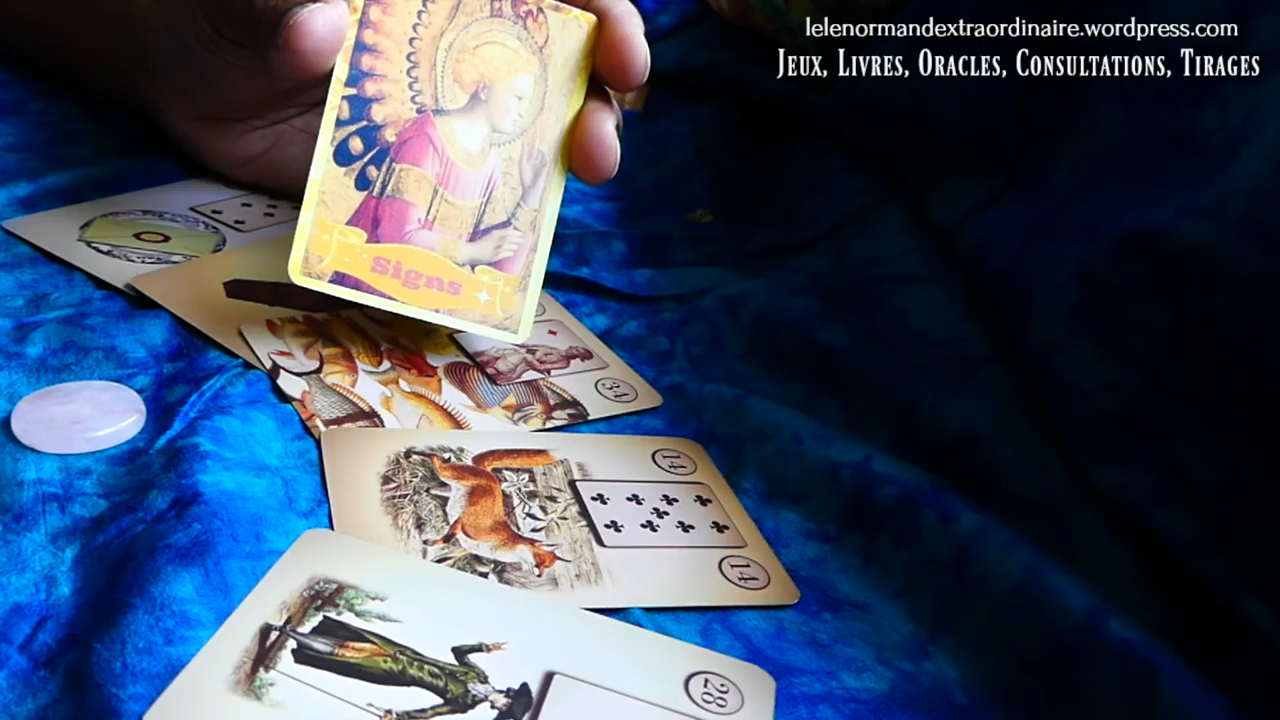 lelenormandextraordinaire.wordpress.com
Jeux, Livres, Oracles, Consultations, Tirages
Signs
34
14
14
28